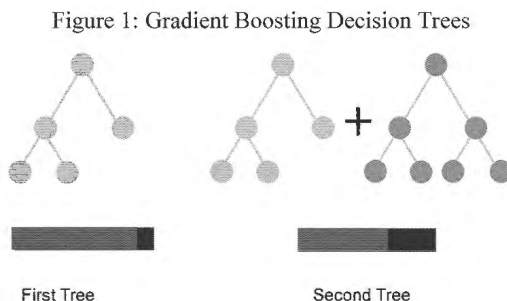 Figure 1: Gradient Boosting Decision Trees
+
First Tree
Second Tree